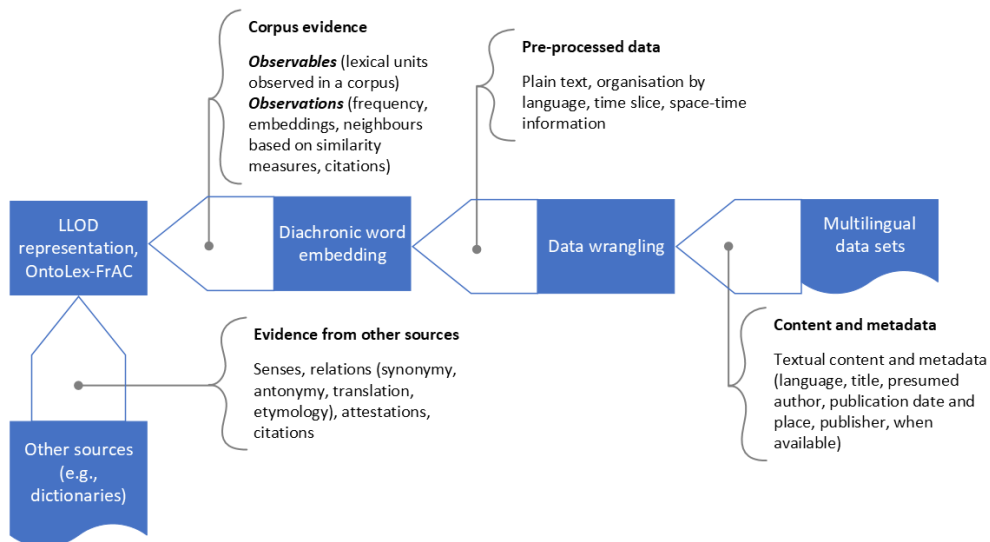 Corpus evidence
Observables (lexical units
observed in a corpus)
Observations (frequency,
embeddings, neighbours
based on similarity
measures, citations)
Pre-processed data
Plain text, organisation by
language, time slice, space-time
information
LLOD
representation,
OntoLex-FrAC
Diachronic word
embedding
Data wrangling
Multilingual
data sets
Evidence from other sources
Senses, relations (synonymy,
antonymy, translation,
etymology), attestations,
citations
Content and metadata
Textual content and metadata
(language, title, presumed
author, publication date and
place, publisher, when
available)
Other sources
(e.g.,
dictionaries)